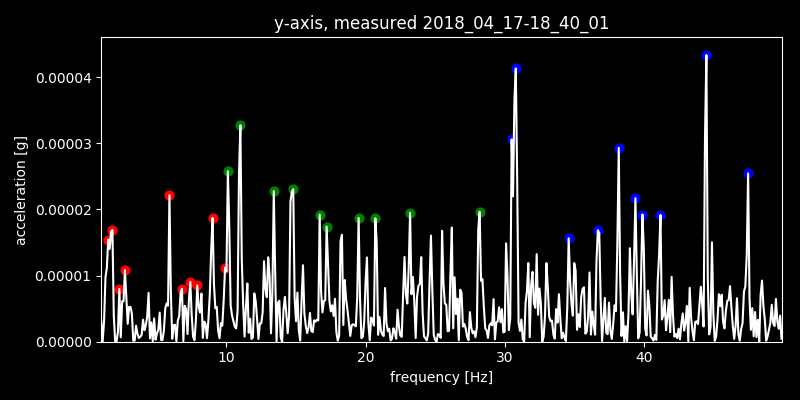 y-axis, measured 2018_04_17-18_40_01
0.00004
0.00003
0.00002
0.00001
0.00000
acceleration [g]
10 20 30 40
frequency [Hz]